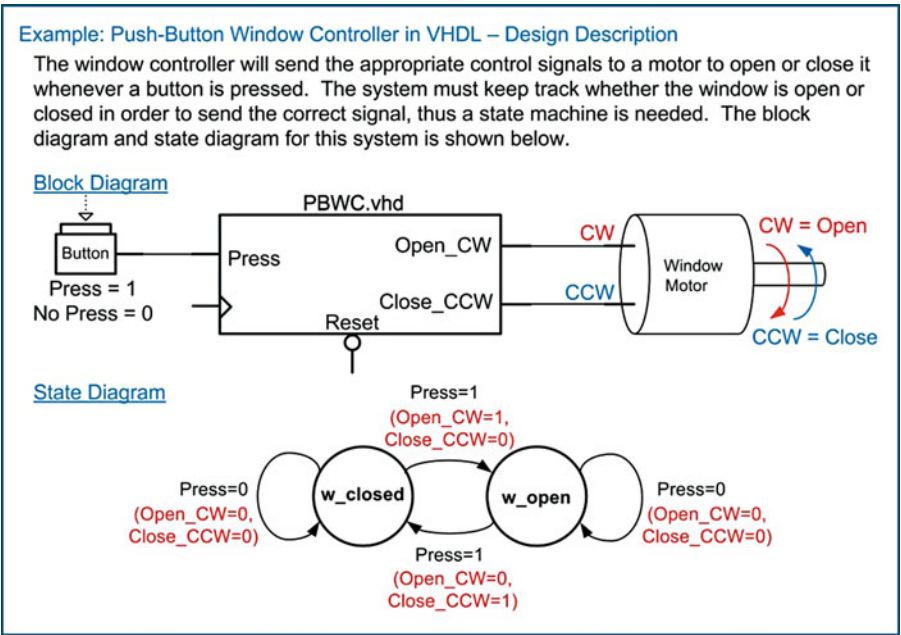 Example: Push-Button Window Controller in VHDL – Design Description
The window controller will send the appropriate control signals to a motor to open or close it
whenever a button is pressed. The system must keep track whether the window is open or
closed in order to send the correct signal, thus a state machine is needed. The block
diagram and state diagram for this system is shown below.
Block Diagram
PBWC.vhd
Button
Press
Open_CW
Close_CCW
Reset
Press = 1
No Press = 0
CW
CCW
Window
Motor
CW = Open
CCW = Close
State Diagram
Press=1
(Open_CW=1,
Close_CCW=0)
Press=0
(Open_CW=0,
Close_CCW=0)
w_closed
w_open
Press=0
(Open_CW=0,
Close_CCW=0)
Press=1
(Open_CW=0,
Close_CCW=1)